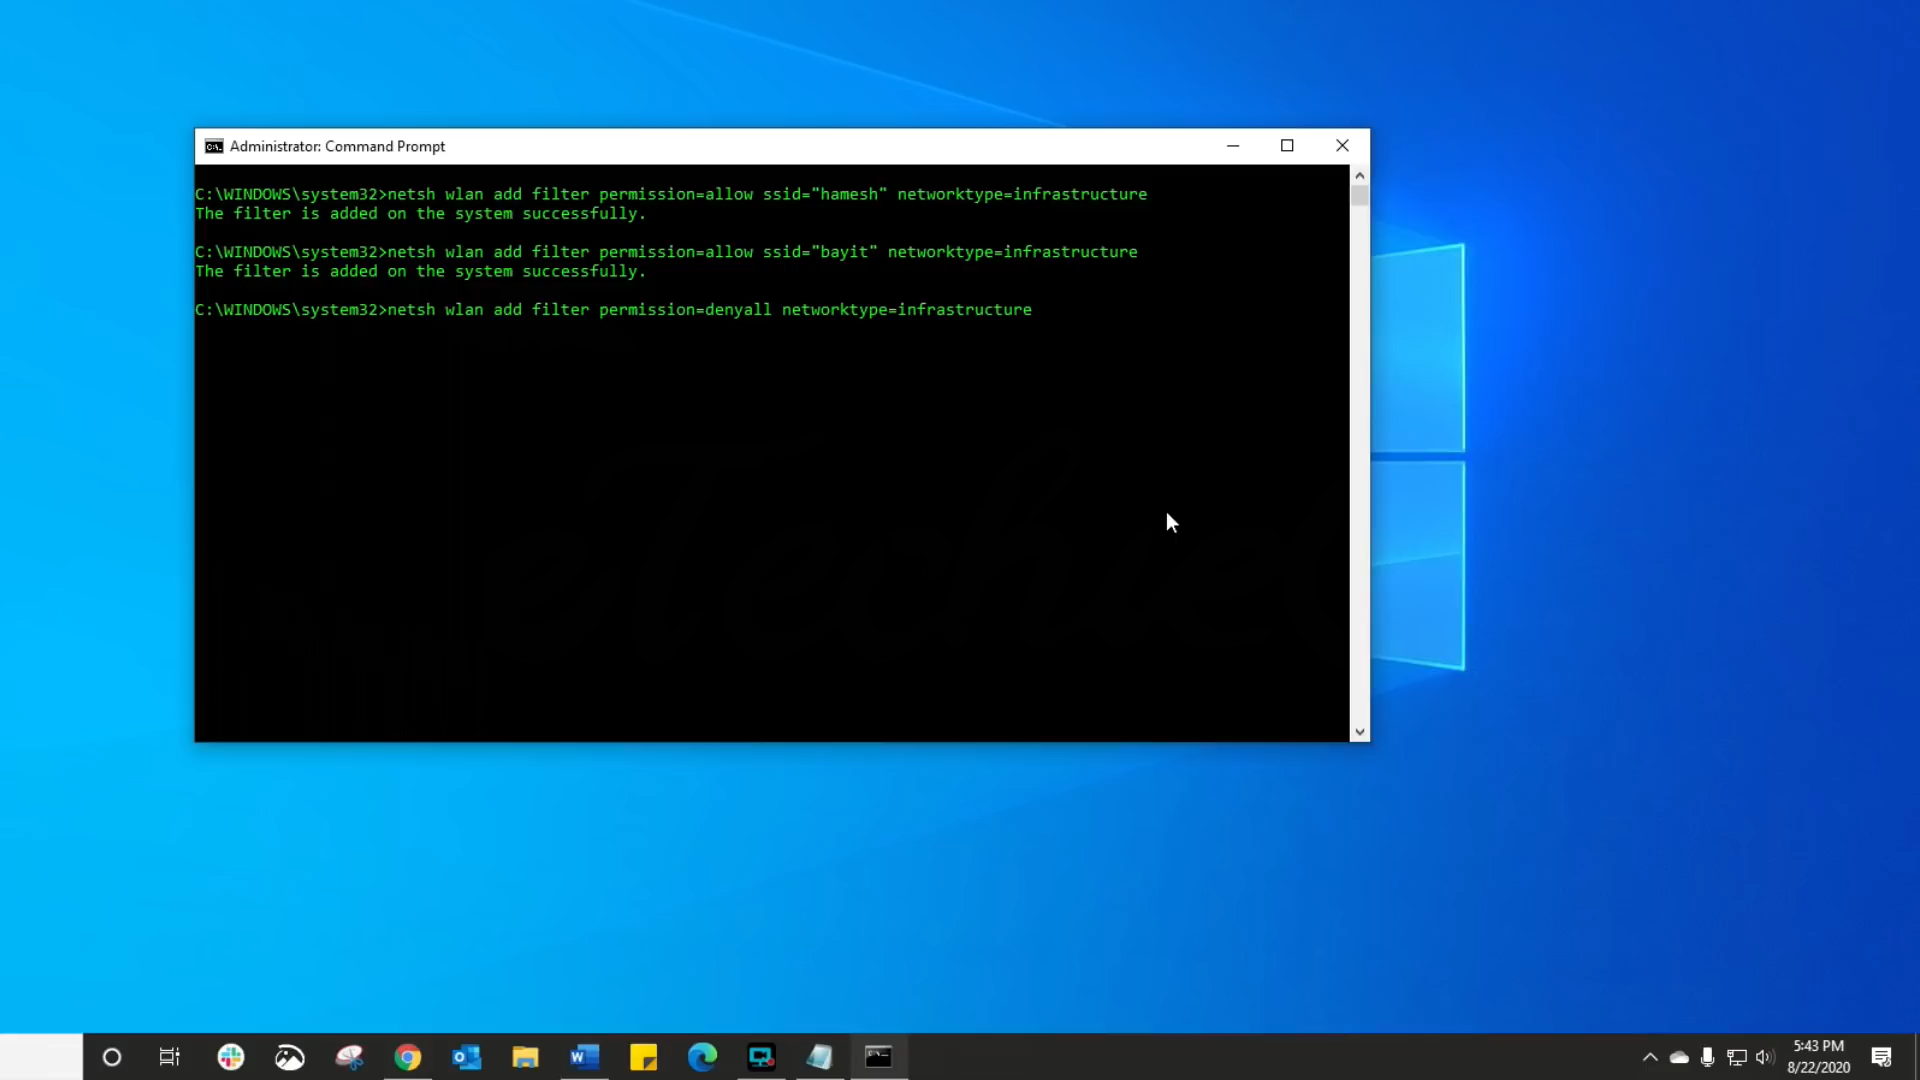 Administrator: Command Prompt
C:\WINDOWS\system32>netsh wlan add filter permission=allow ssid="hamesh" networktype=infrastructure
The filter is added on the system successfully.
C:\WINDOWS\system32>netsh wlan add filter permission=allow ssid="bayit" networktype=infrastructure
The filter is added on the system successfully.
C:\WINDOWS\system32>netsh wlan add filter permission=denyall networktype=infrastructure
5:43 PM
8/22/2020